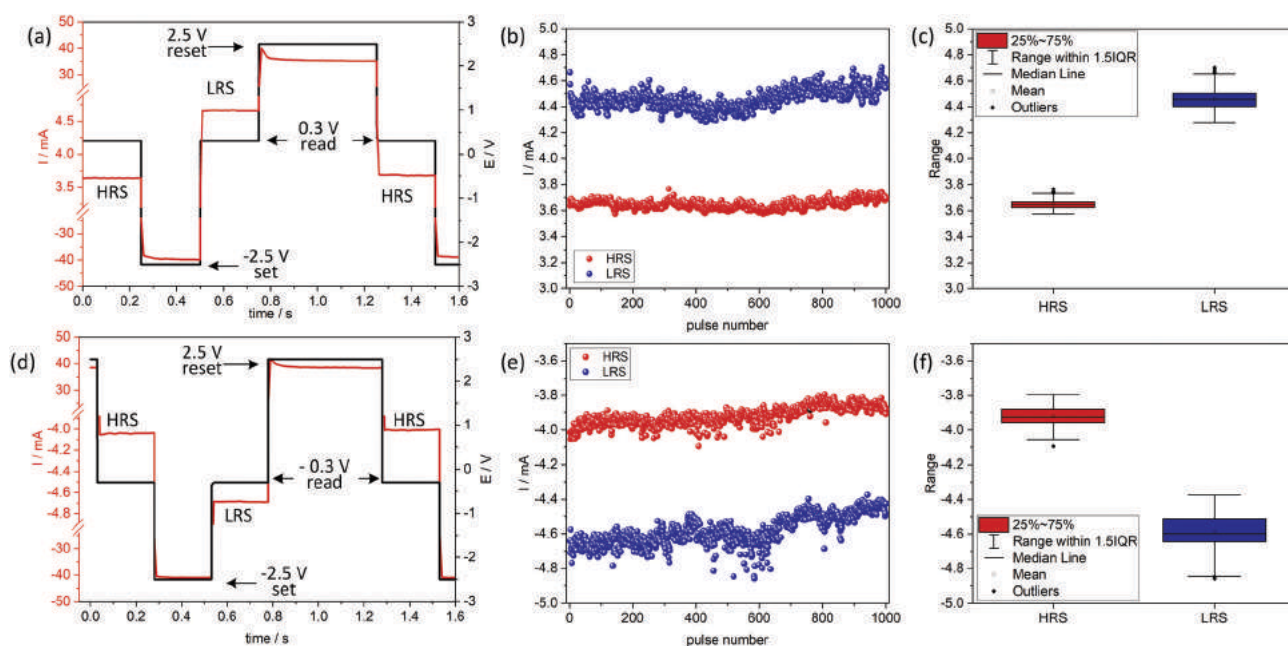 (a)
2.5 V
reset
LRS
0.3 V
read
HRS
HRS
-2.5 V
set
I / mA
50
35
20
4.5
4.0
3.5
-30
-40
-50
E / V
3
2
1
0
-1
-2
-3
0.0 0.2 0.4 0.6 0.8 1.0 1.2 1.4 1.6
time / s
(b)
I / mA
5.0
4.8
4.6
4.4
4.2
4.0
3.8
3.6
3.4
3.2
3.0
HRS
LRS
0 200 400 600 800 1000
pulse number
(c)
Range
5.0
4.8
4.6
4.4
4.2
4.0
3.8
3.6
3.4
3.2
3.0
25%~75%
Range within 1.5IQR
Median Line
Mean
Outliers
HRS LRS
(d)
2.5 V
reset
HRS
HRS
- 0.3 V
read
LRS
-2.5 V
set
I / mA
50
40
30
20
-4.0
-4.2
-4.4
-4.6
-4.8
-30
-40
-50
E / V
3
2
1
0
-1
-2
-3
0.0 0.2 0.4 0.6 0.8 1.0 1.2 1.4 1.6
time / s
(e)
I / mA
-3.6
-3.8
-4.0
-4.2
-4.4
-4.6
-4.8
-5.0
HRS
LRS
0 200 400 600 800 1000
pulse number
(f)
Range
-3.6
-3.8
-4.0
-4.2
-4.4
-4.6
-4.8
-5.0
25%~75%
Range within 1.5IQR
Median Line
Mean
Outliers
HRS LRS